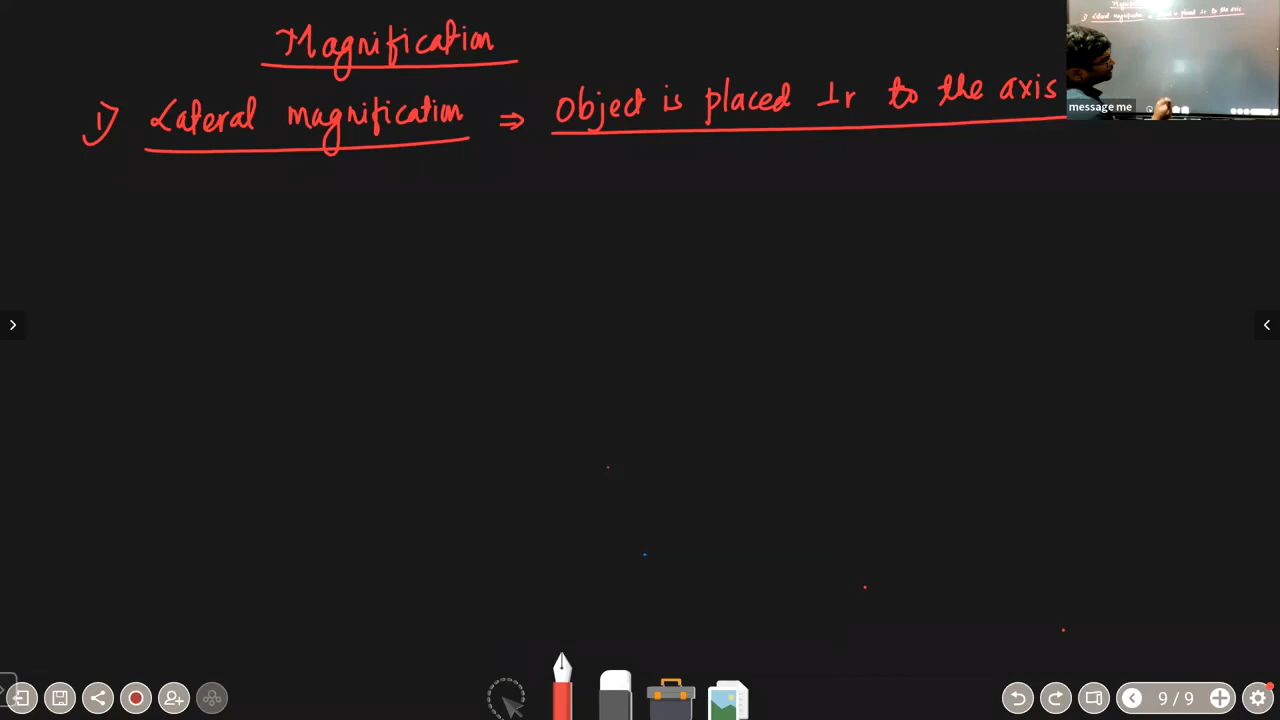 Magnification
1) Lateral magnification ⇒ Object is placed ⊥r to the axis
message me
9/9